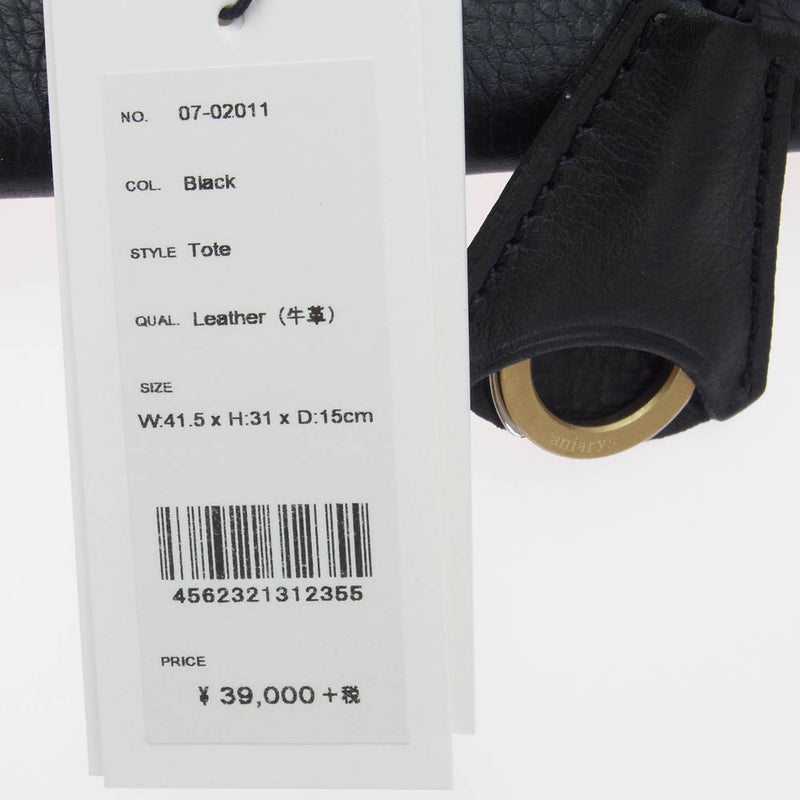 NO. 07-02011
COL. Black
STYLE Tote
QUAL. Leather (牛革)
SIZE
W:41.5 x H:31 x D:15cm
4562321312355
PRICE
¥ 39,000+税
aniary